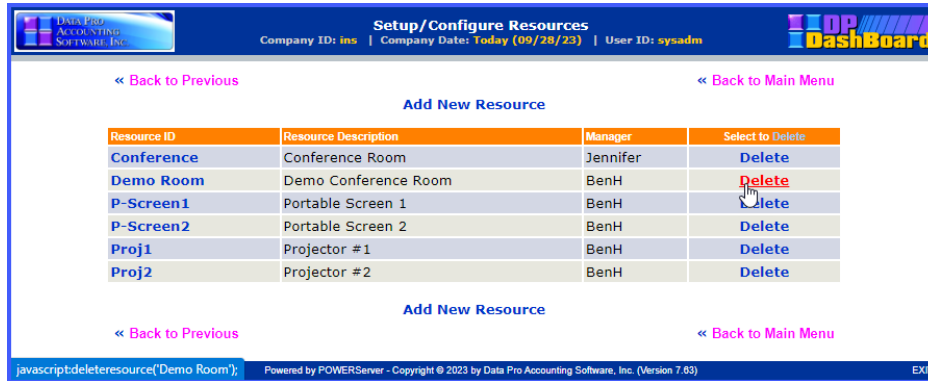 DATA PRO
ACCOUNTING
SOFTWARE, INC.
Setup/Configure Resources
Company ID: ins | Company Date: Today (09/28/23) | User ID: sysadm
DP
DashBoard
« Back to Previous
« Back to Main Menu
Add New Resource
Resource ID Resource Description Manager Select to Delete
Conference Conference Room Jennifer Delete
Demo Room Demo Conference Room BenH Delete
P-Screen1 Portable Screen 1 BenH Delete
P-Screen2 Portable Screen 2 BenH Delete
Proj1 Projector #1 BenH Delete
Proj2 Projector #2 BenH Delete
Add New Resource
« Back to Previous
« Back to Main Menu
javascript:deleteresource('Demo Room'); Powered by POWERServer - Copyright © 2023 by Data Pro Accounting Software, Inc. (Version 7.63) EXI